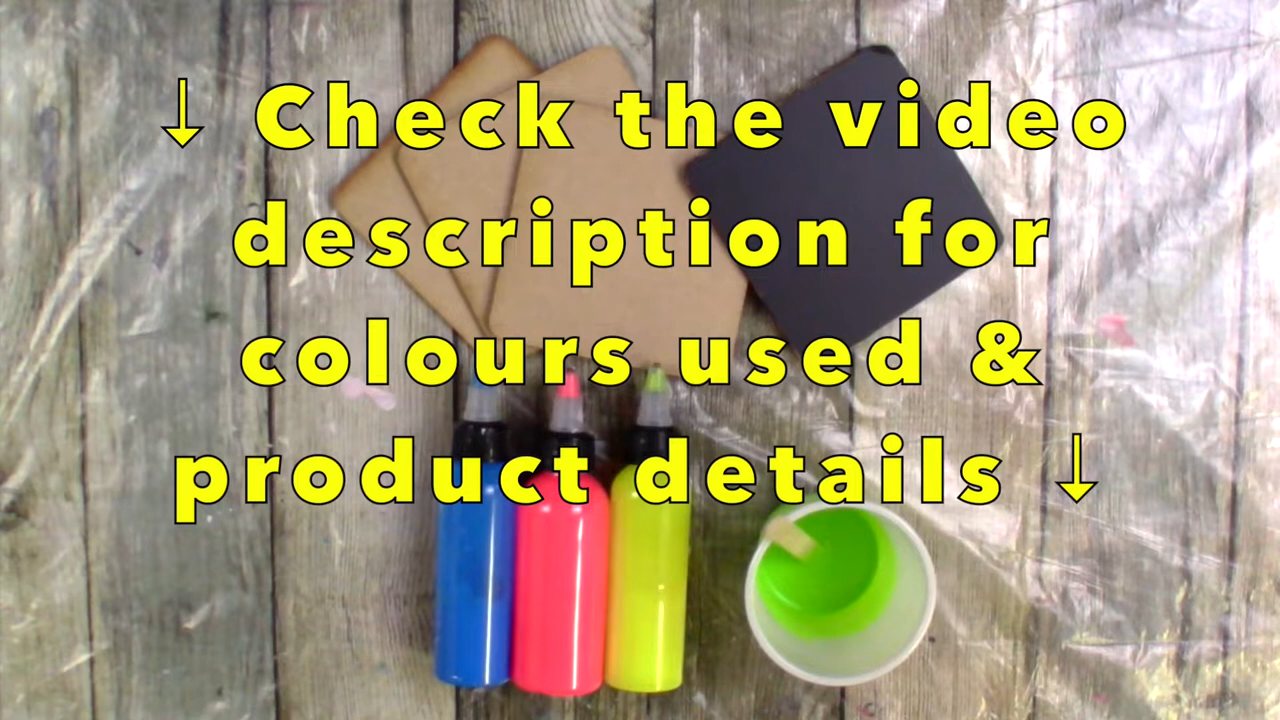 ↓ Check the video
description for
colours used &
product details ↓